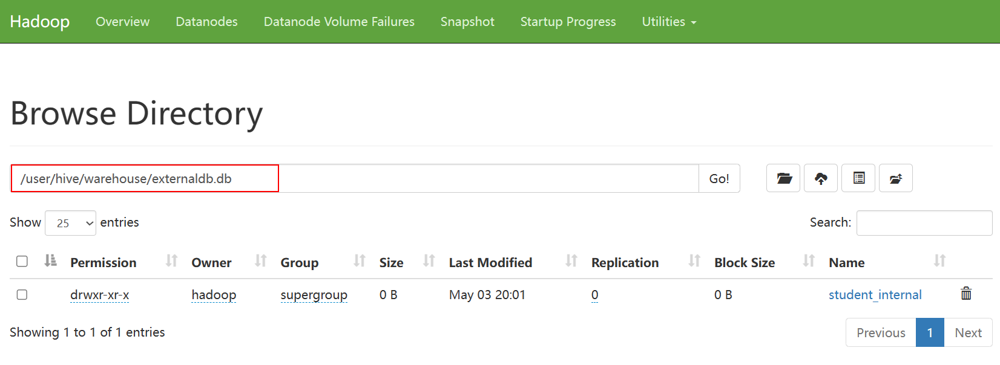 Hadoop Overview Datanodes Datanode Volume Failures Snapshot Startup Progress Utilities
Browse Directory
/user/hive/warehouse/externaldb.db Go!
Show 25 entries Search:
Permission Owner Group Size Last Modified Replication Block Size Name
drwxr-xr-x hadoop supergroup 0 B May 03 20:01 0 0 B student_internal
Showing 1 to 1 of 1 entries Previous 1 Next